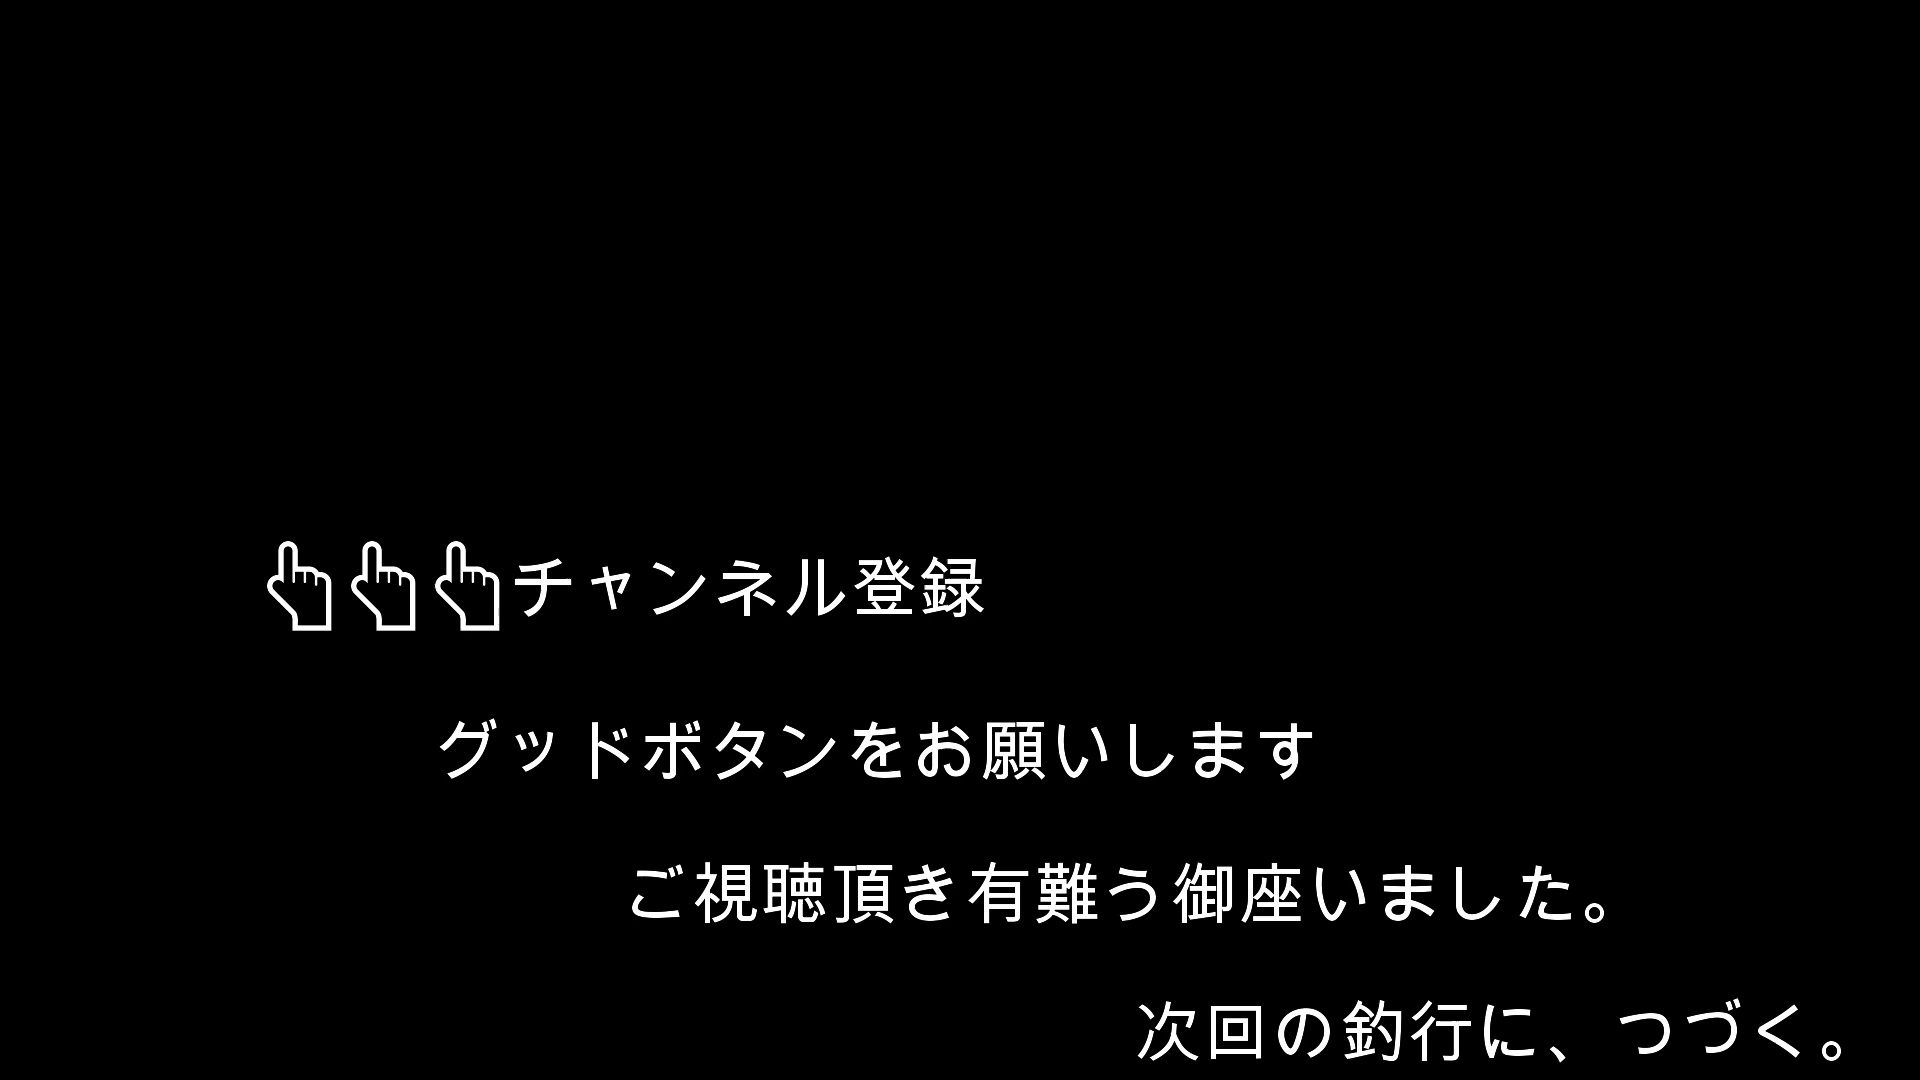 👆👆👆チャンネル登録
グッドボタンをお願いします
ご視聴頂き有難う御座いました。
次回の釣行に、つづく。